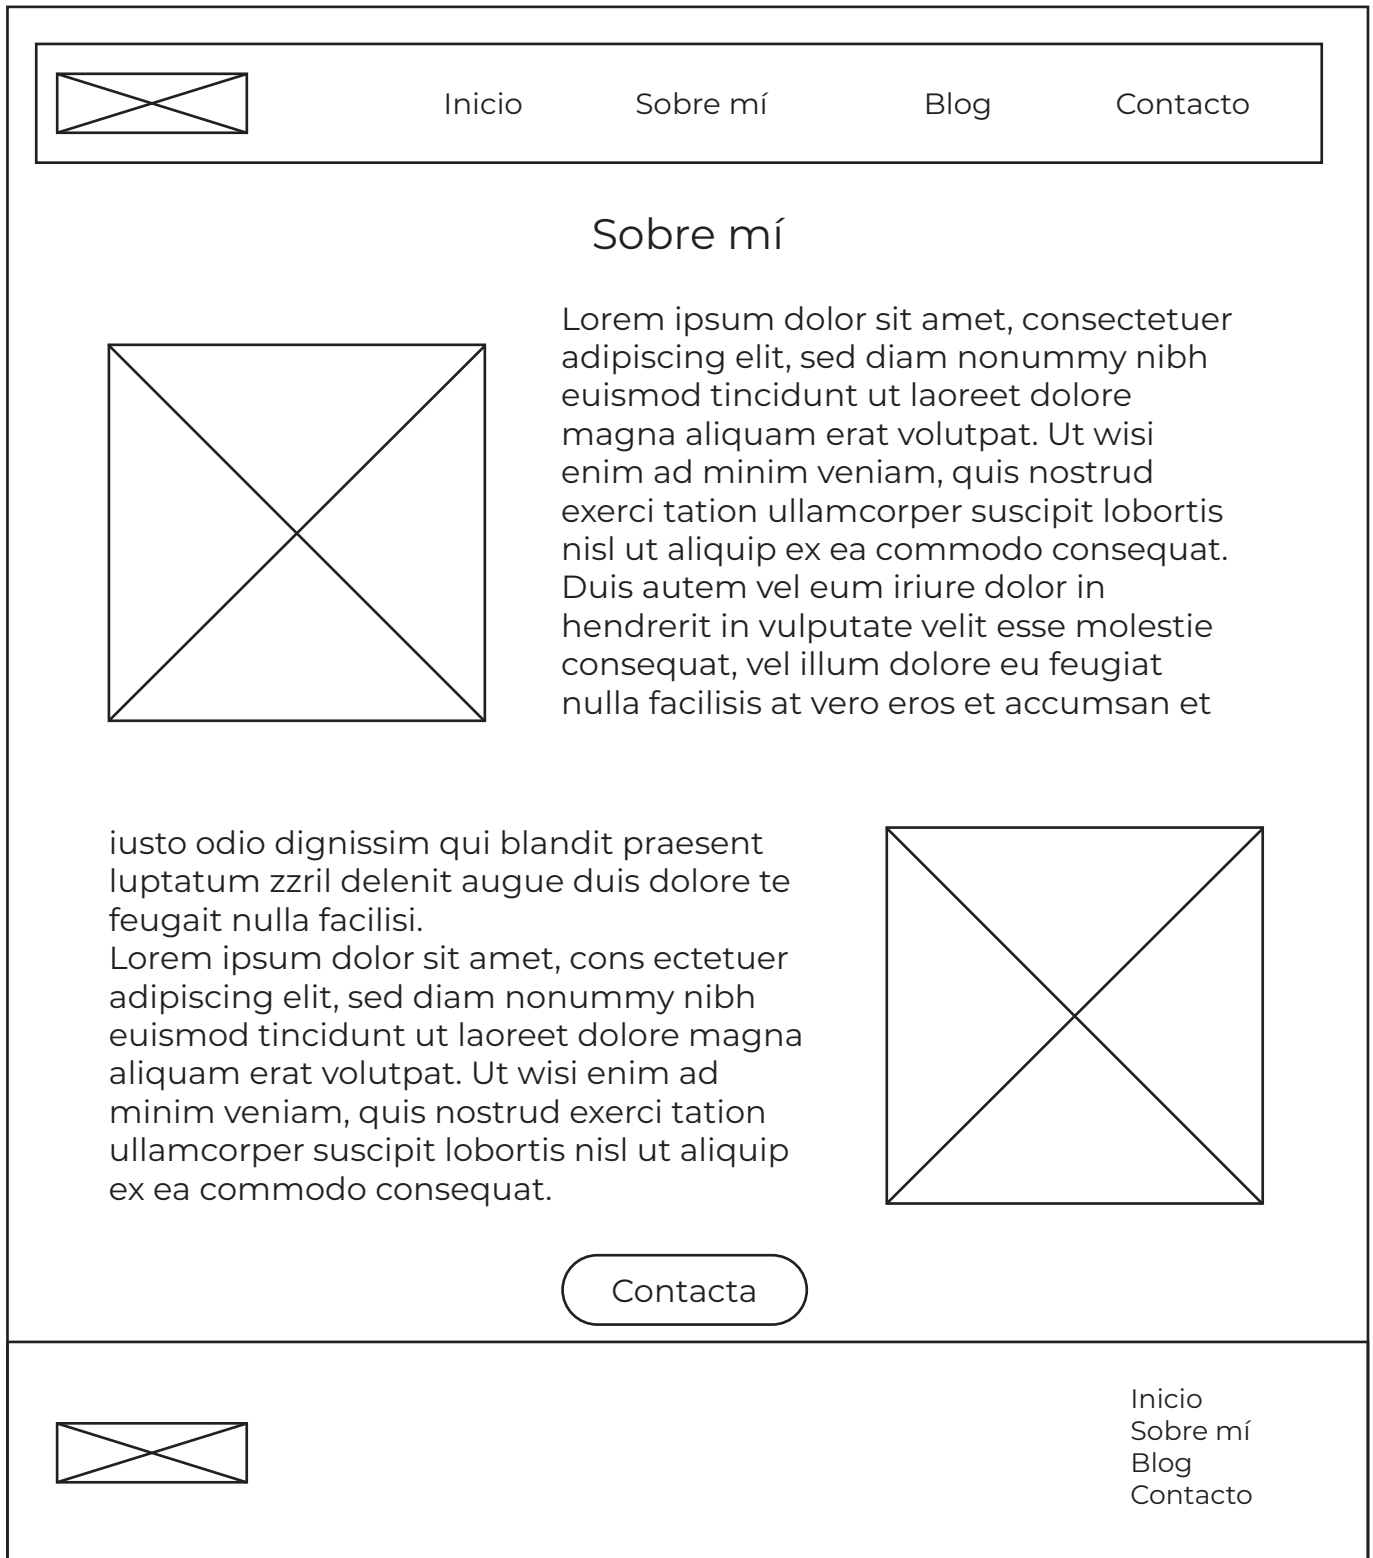 Inicio
Sobre mí
Blog
Contacto
Sobre mí
Lorem ipsum dolor sit amet, consectetuer
adipiscing elit, sed diam nonummy nibh
euismod tincidunt ut laoreet dolore
magna aliquam erat volutpat. Ut wisi
enim ad minim veniam, quis nostrud
exerci tation ullamcorper suscipit lobortis
nisl ut aliquip ex ea commodo consequat.
Duis autem vel eum iriure dolor in
hendrerit in vulputate velit esse molestie
consequat, vel illum dolore eu feugiat
nulla facilisis at vero eros et accumsan et
iusto odio dignissim qui blandit praesent
luptatum zzril delenit augue duis dolore te
feugait nulla facilisi.
Lorem ipsum dolor sit amet, cons ectetuer
adipiscing elit, sed diam nonummy nibh
euismod tincidunt ut laoreet dolore magna
aliquam erat volutpat. Ut wisi enim ad
minim veniam, quis nostrud exerci tation
ullamcorper suscipit lobortis nisl ut aliquip
ex ea commodo consequat.
Contacta
Inicio
Sobre mí
Blog
Contacto